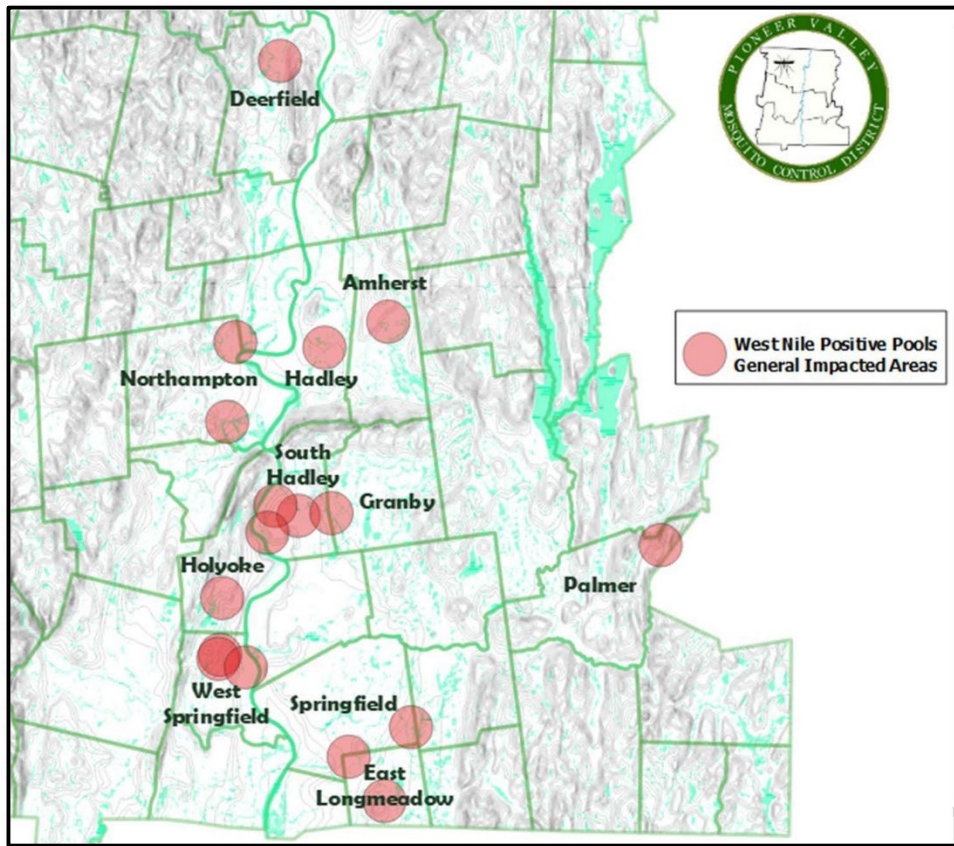 PIONEER VALLEY
MOSQUITO CONTROL DISTRICT
Deerfield
Amherst
Northampton
Hadley
West Nile Positive Pools
General Impacted Areas
South
Hadley
Granby
Holyoke
Palmer
West
Springfield
Springfield
East
Longmeadow